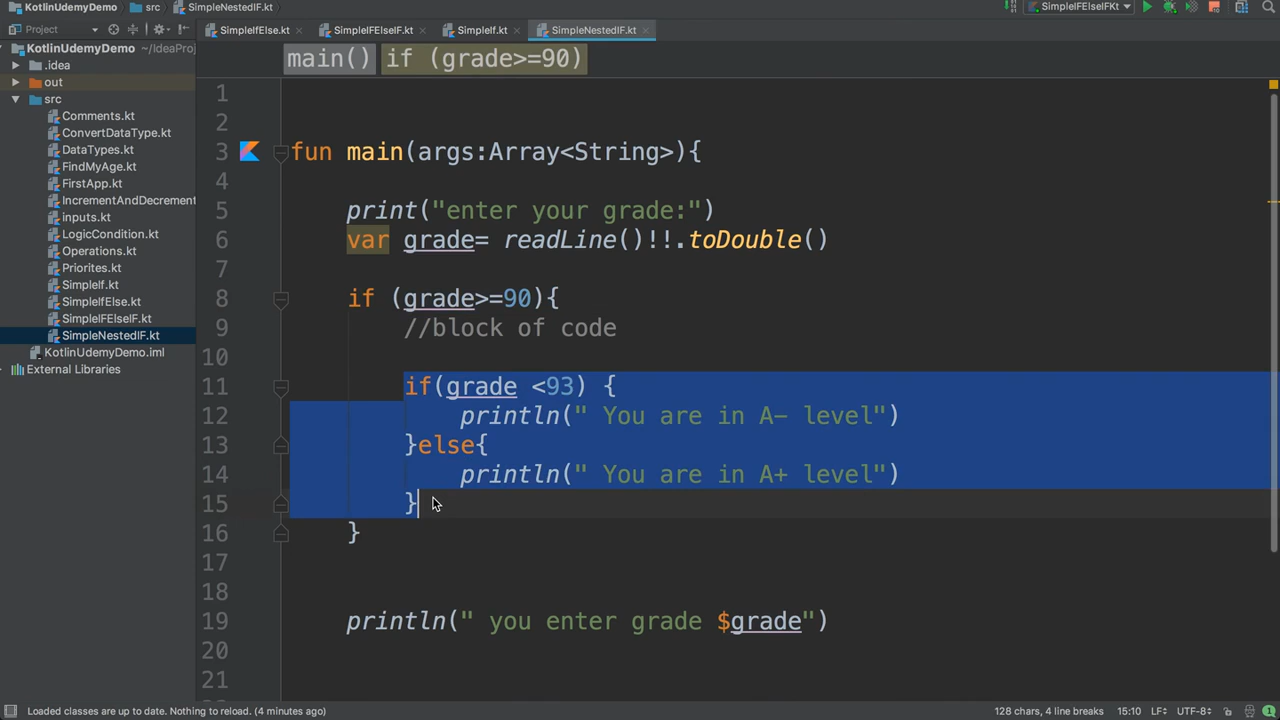 KotlinUdemyDemo src SimpleNestedIF.kt SimpleIFElseIFKt
Project SimpleIfElse.kt SimpleIFElseIF.kt SimpleIf.kt SimpleNestedIF.kt
KotlinUdemyDemo ~/IdeaProj
.idea
out
src
Comments.kt
ConvertDataType.kt
DataTypes.kt
FindMyAge.kt
FirstApp.kt
IncrementAndDecrement
inputs.kt
LogicCondition.kt
Operations.kt
Priorites.kt
SimpleIf.kt
SimpleIfElse.kt
SimpleIFElseIF.kt
SimpleNestedIF.kt
KotlinUdemyDemo.iml
External Libraries
main() if (grade>=90)
1
2
3 fun main(args:Array<String>){
4
5 print("enter your grade:")
6 var grade= readLine()!!.toDouble()
7
8 if (grade>=90){
9 //block of code
10
11 if(grade <93) {
12 println(" You are in A- level")
13 }else{
14 println(" You are in A+ level")
15 }
16 }
17
18
19 println(" you enter grade $grade")
20
21
Loaded classes are up to date. Nothing to reload. (4 minutes ago) 128 chars, 4 line breaks 15:10 LF÷ UTF-8÷ 1